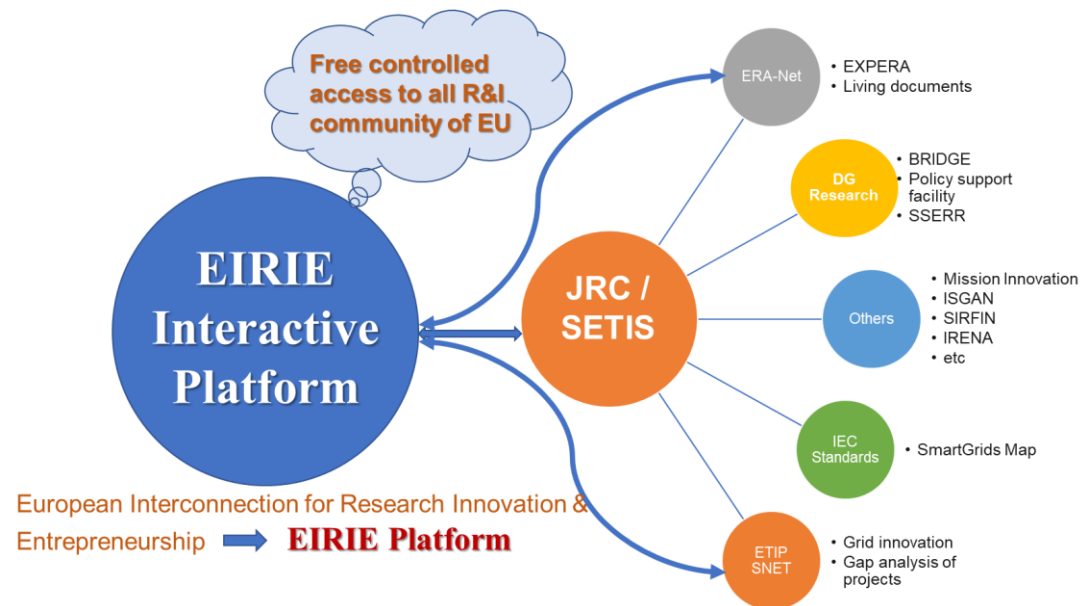 Free controlled
access to all R&I
community of EU
EIRIE
Interactive
Platform
European Interconnection for Research Innovation &
Entrepreneurship
EIRIE Platform
JRC /
SETIS
ERA-Net
• EXPERA
• Living documents
DG
Research
• BRIDGE
• Policy support
facility
• SSERR
Others
• Mission Innovation
• ISGAN
• SIRFIN
• IRENA
• etc
IEC
Standards
• SmartGrids Map
ETIP
SNET
• Grid innovation
• Gap analysis of
projects